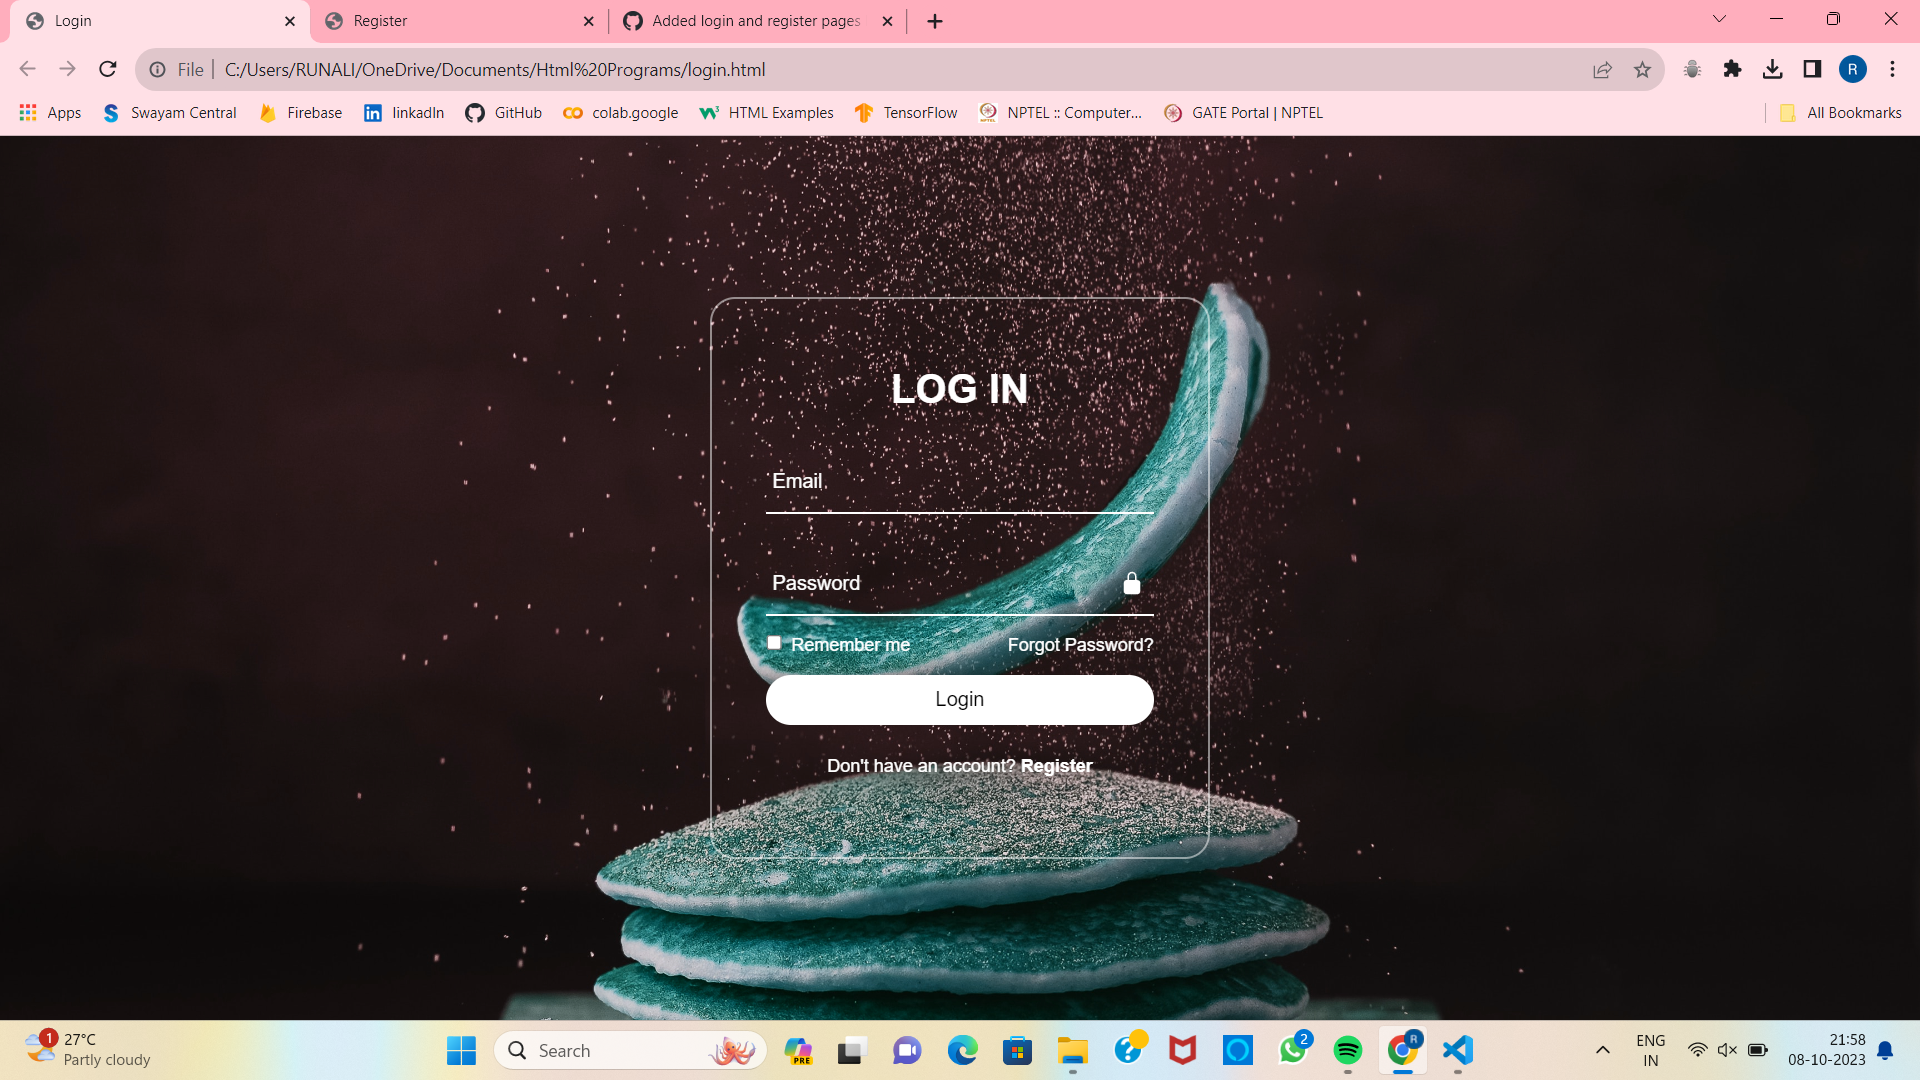 Login
Register
Added login and register pages
File
C:/Users/RUNALI/OneDrive/Documents/Html%20Programs/login.html
R
Apps
Swayam Central
Firebase
linkadIn
GitHub
colab.google
HTML Examples
TensorFlow
NPTEL :: Computer...
GATE Portal | NPTEL
All Bookmarks
LOG IN
Email
Password
Remember me Forgot Password?
Login
Don't have an account? Register
1
27°C
Partly cloudy
Search
PRE
2
R
ENG
IN
21:58
08-10-2023